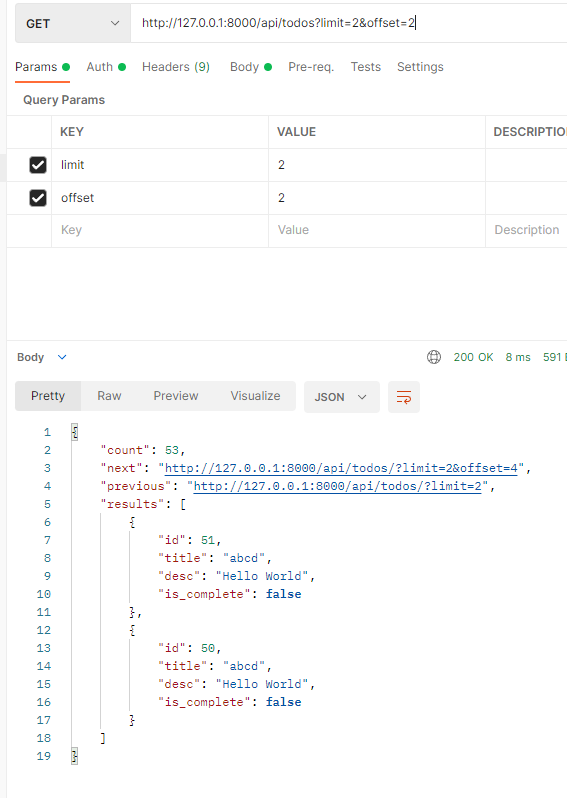 GET http://127.0.0.1:8000/api/todos?limit=2&offset=2
Params Auth Headers (9) Body Pre-req. Tests Settings
Query Params
KEY VALUE DESCRIPTIO
limit 2
offset 2
Key Value Description
Body 200 OK 8 ms 591
Pretty Raw Preview Visualize JSON
1 {
2 "count": 53,
3 "next": "http://127.0.0.1:8000/api/todos/?limit=2&offset=4",
4 "previous": "http://127.0.0.1:8000/api/todos/?limit=2",
5 "results": [
6 {
7 "id": 51,
8 "title": "abcd",
9 "desc": "Hello World",
10 "is_complete": false
11 },
12 {
13 "id": 50,
14 "title": "abcd",
15 "desc": "Hello World",
16 "is_complete": false
17 }
18 ]
19 }